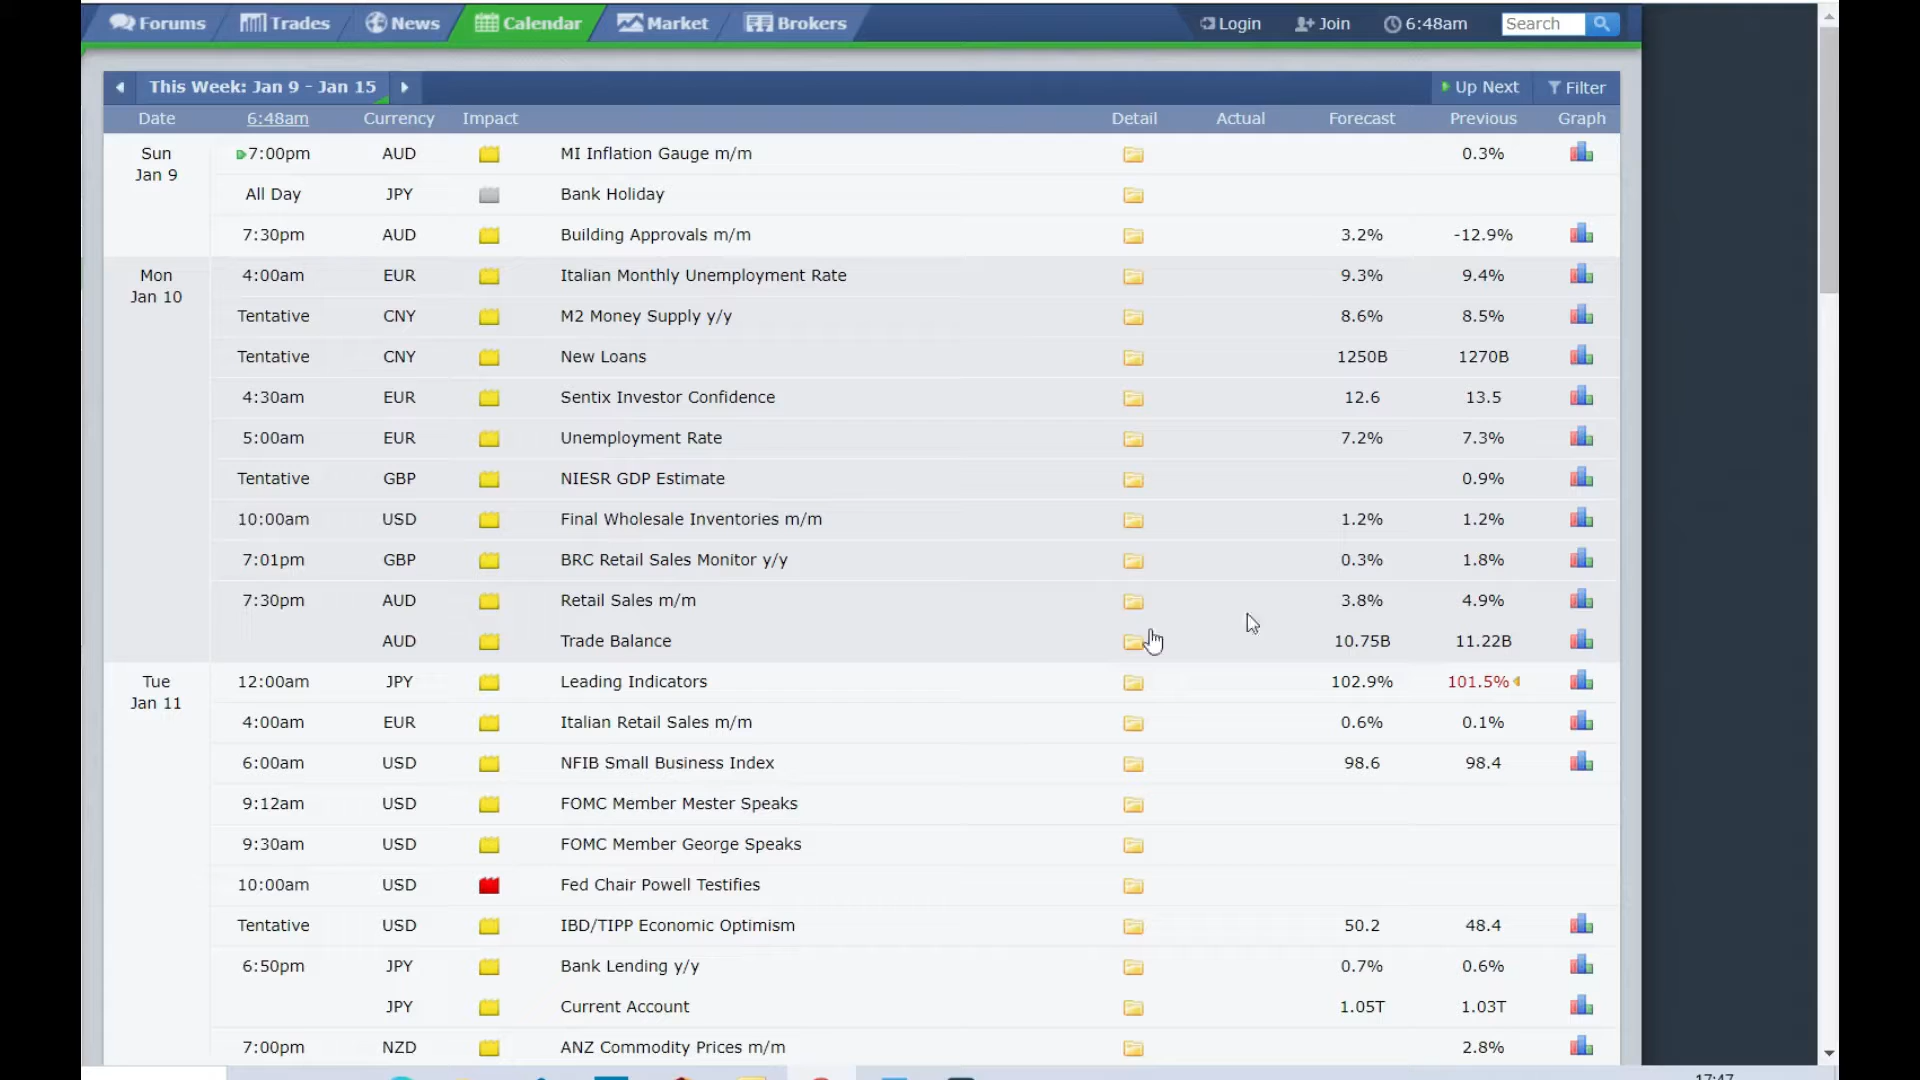 Forums Trades News Calendar Market Brokers Login Join 6:48am Search
This Week: Jan 9 - Jan 15 Up Next Filter
Date 6:48am Currency Impact Detail Actual Forecast Previous Graph
Sun Jan 9 7:00pm AUD MI Inflation Gauge m/m 0.3%
All Day JPY Bank Holiday
7:30pm AUD Building Approvals m/m 3.2% -12.9%
Mon Jan 10 4:00am EUR Italian Monthly Unemployment Rate 9.3% 9.4%
Tentative CNY M2 Money Supply y/y 8.6% 8.5%
Tentative CNY New Loans 1250B 1270B
4:30am EUR Sentix Investor Confidence 12.6 13.5
5:00am EUR Unemployment Rate 7.2% 7.3%
Tentative GBP NIESR GDP Estimate 0.9%
10:00am USD Final Wholesale Inventories m/m 1.2% 1.2%
7:01pm GBP BRC Retail Sales Monitor y/y 0.3% 1.8%
7:30pm AUD Retail Sales m/m 3.8% 4.9%
AUD Trade Balance 10.75B 11.22B
Tue Jan 11 12:00am JPY Leading Indicators 102.9% 101.5%
4:00am EUR Italian Retail Sales m/m 0.6% 0.1%
6:00am USD NFIB Small Business Index 98.6 98.4
9:12am USD FOMC Member Mester Speaks
9:30am USD FOMC Member George Speaks
10:00am USD Fed Chair Powell Testifies
Tentative USD IBD/TIPP Economic Optimism 50.2 48.4
6:50pm JPY Bank Lending y/y 0.7% 0.6%
JPY Current Account 1.05T 1.03T
7:00pm NZD ANZ Commodity Prices m/m 2.8%